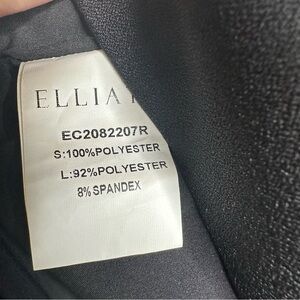 ELLIA
EC2082207R
S:100%POLYESTER
L:92%POLYESTER
8%SPANDEX